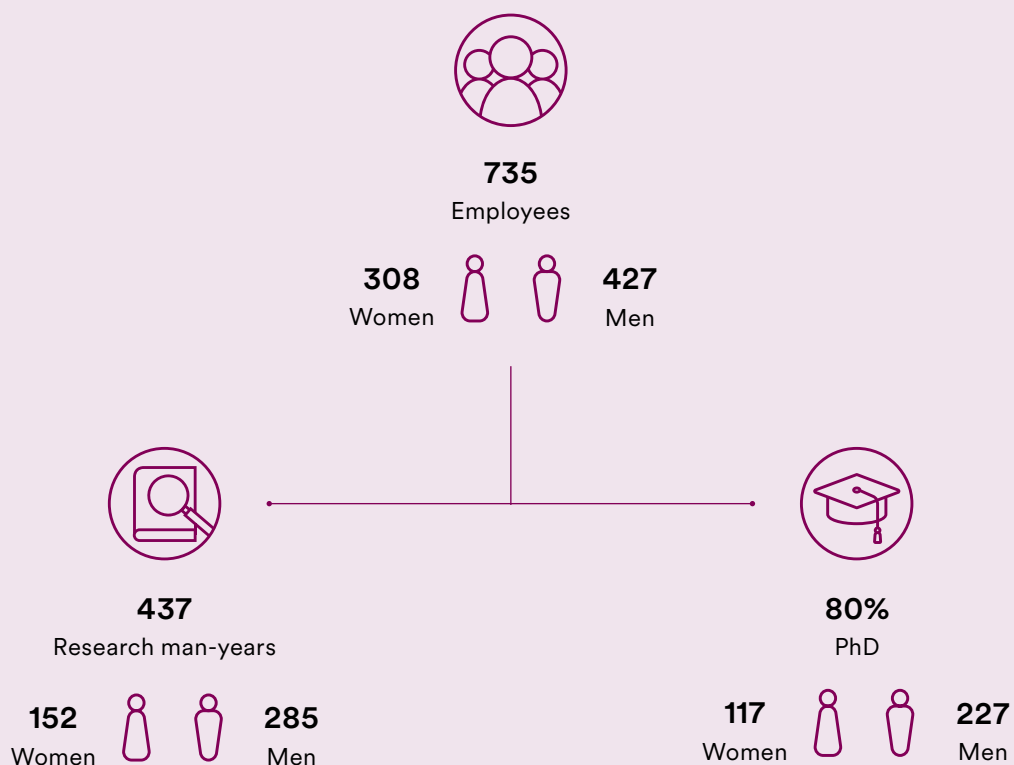 735
Employees
308
Women
427
Men
437
Research man-years
152
Women
285
Men
80%
PhD
117
Women
227
Men